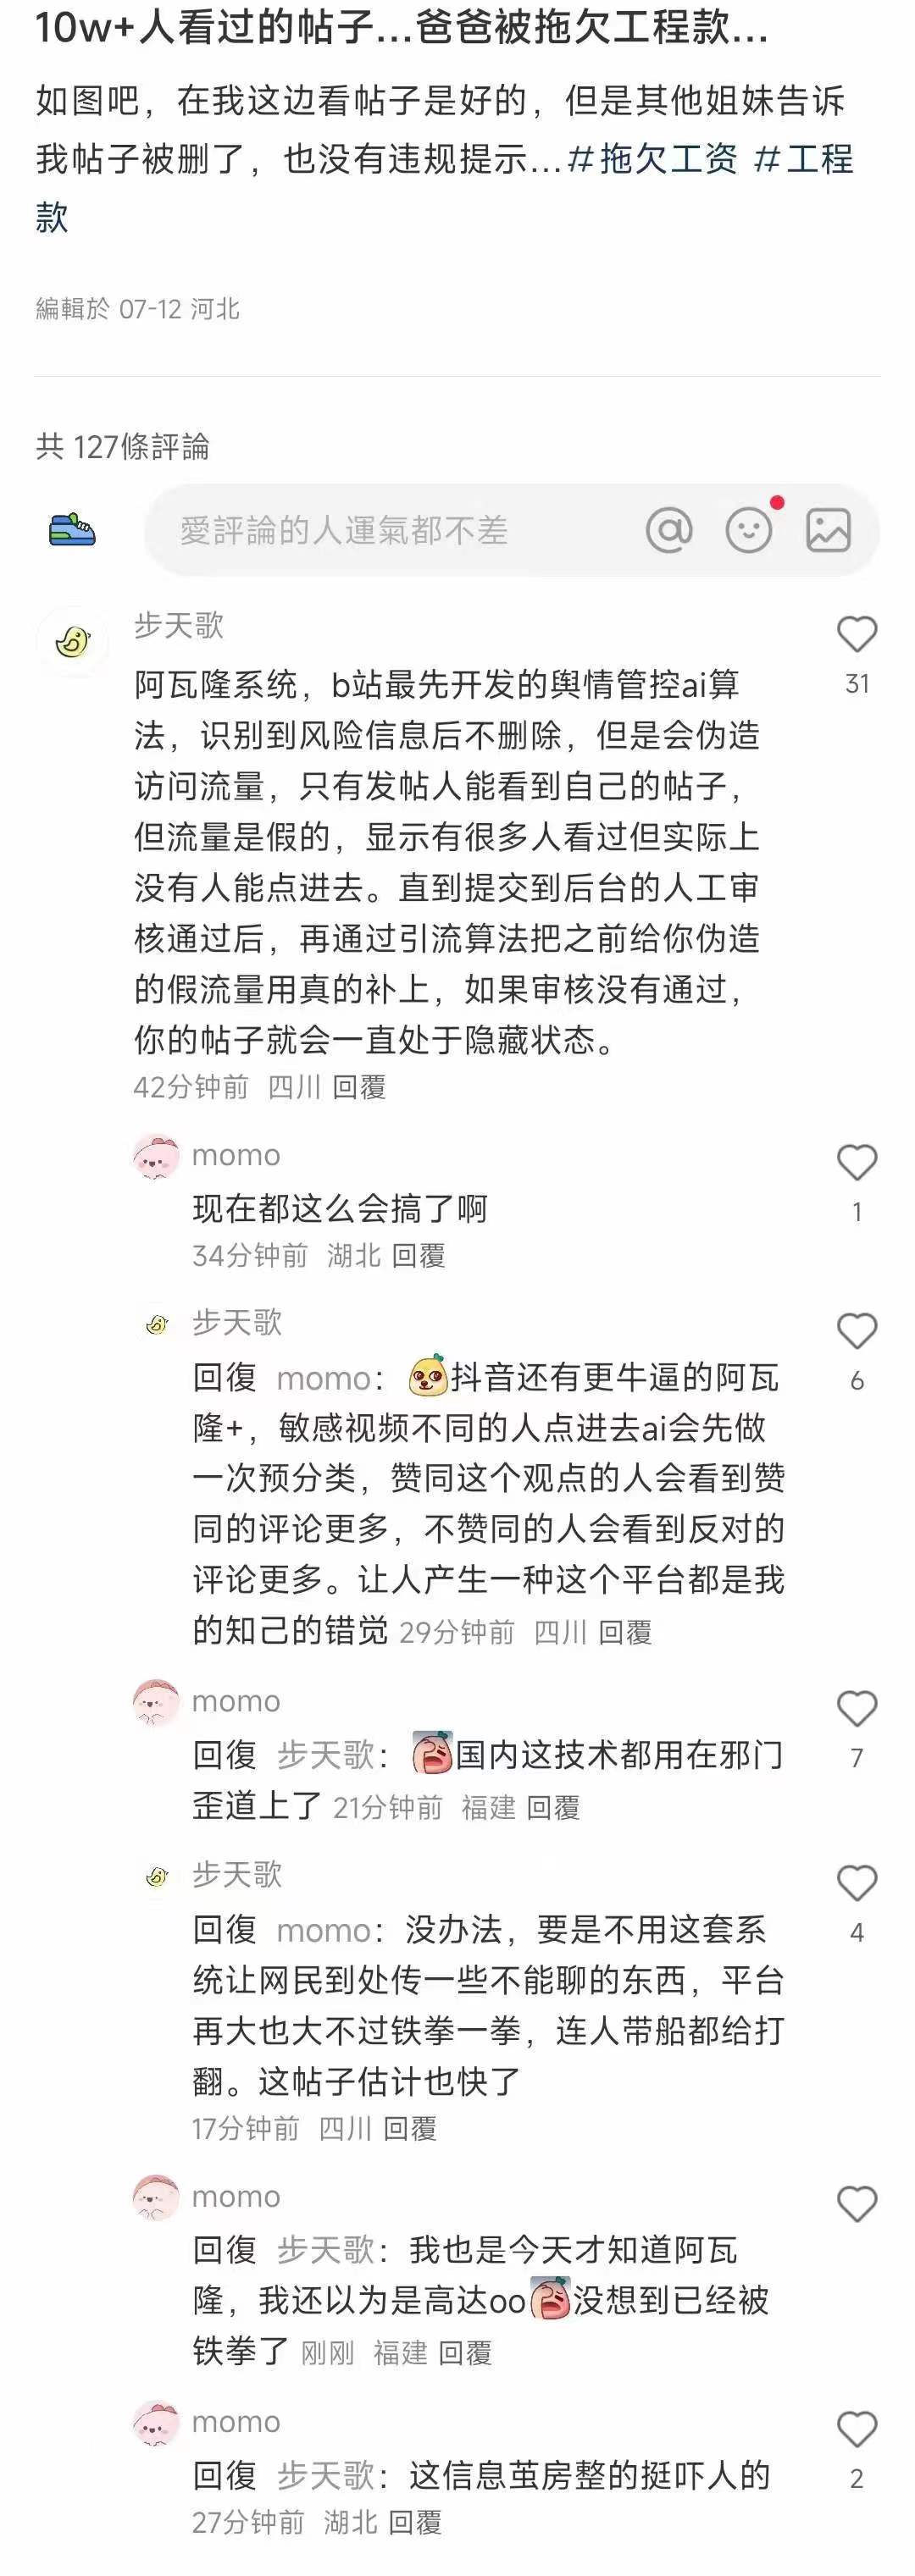 10w+人看过的帖子...爸爸被拖欠工程款...
如图吧，在我这边看帖子是好的，但是其他姐妹告诉
我帖子被删了，也没有违规提示...#拖欠工资 #工程
款
編輯於 07-12 河北
共 127條評論
愛評論的人運氣都不差
步天歌
阿瓦隆系统，b站最先开发的舆情管控ai算
法，识别到风险信息后不删除，但是会伪造
访问流量，只有发帖人能看到自己的帖子，
但流量是假的，显示有很多人看过但实际上
没有人能点进去。直到提交到后台的人工审
核通过后，再通过引流算法把之前给你伪造
的假流量用真的补上，如果审核没有通过，
你的帖子就会一直处于隐藏状态。
42分钟前 四川 回覆
31
momo
现在都这么会搞了啊
34分钟前 湖北 回覆
1
步天歌
回復 momo：抖音还有更牛逼的阿瓦
隆+，敏感视频不同的人点进去ai会先做
一次预分类，赞同这个观点的人会看到赞
同的评论更多，不赞同的人会看到反对的
评论更多。让人产生一种这个平台都是我
的知己的错觉 29分钟前 四川 回覆
6
momo
回復 步天歌：国内这技术都用在邪门
歪道上了 21分钟前 福建 回覆
7
步天歌
回復 momo：没办法，要是不用这套系
统让网民到处传一些不能聊的东西，平台
再大也大不过铁拳一拳，连人带船都给打
翻。这帖子估计也快了
17分钟前 四川 回覆
4
momo
回復 步天歌：我也是今天才知道阿瓦
隆，我还以为是高达oo没想到已经被
铁拳了 刚刚 福建 回覆
momo
回復 步天歌：这信息茧房整的挺吓人的
27分钟前 湖北 回覆
2